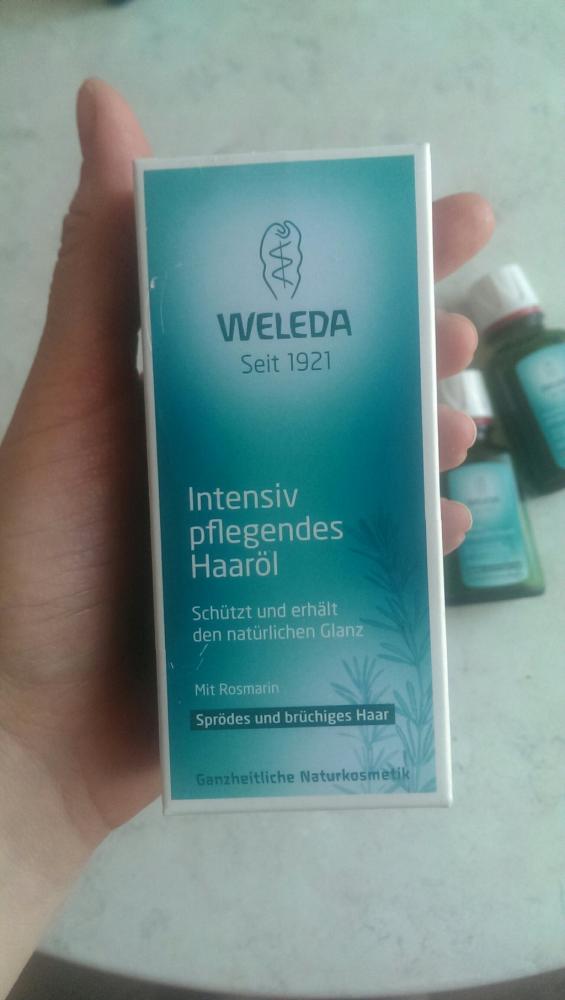 WELEDA
Seit 1921
Intensiv
pflegendes
Haaröl
Schützt und erhält
den natürlichen Glanz
Mit Rosmarin
Sprödes und brüchiges Haar
Ganzheitliche Naturkosmetik
WELEDA